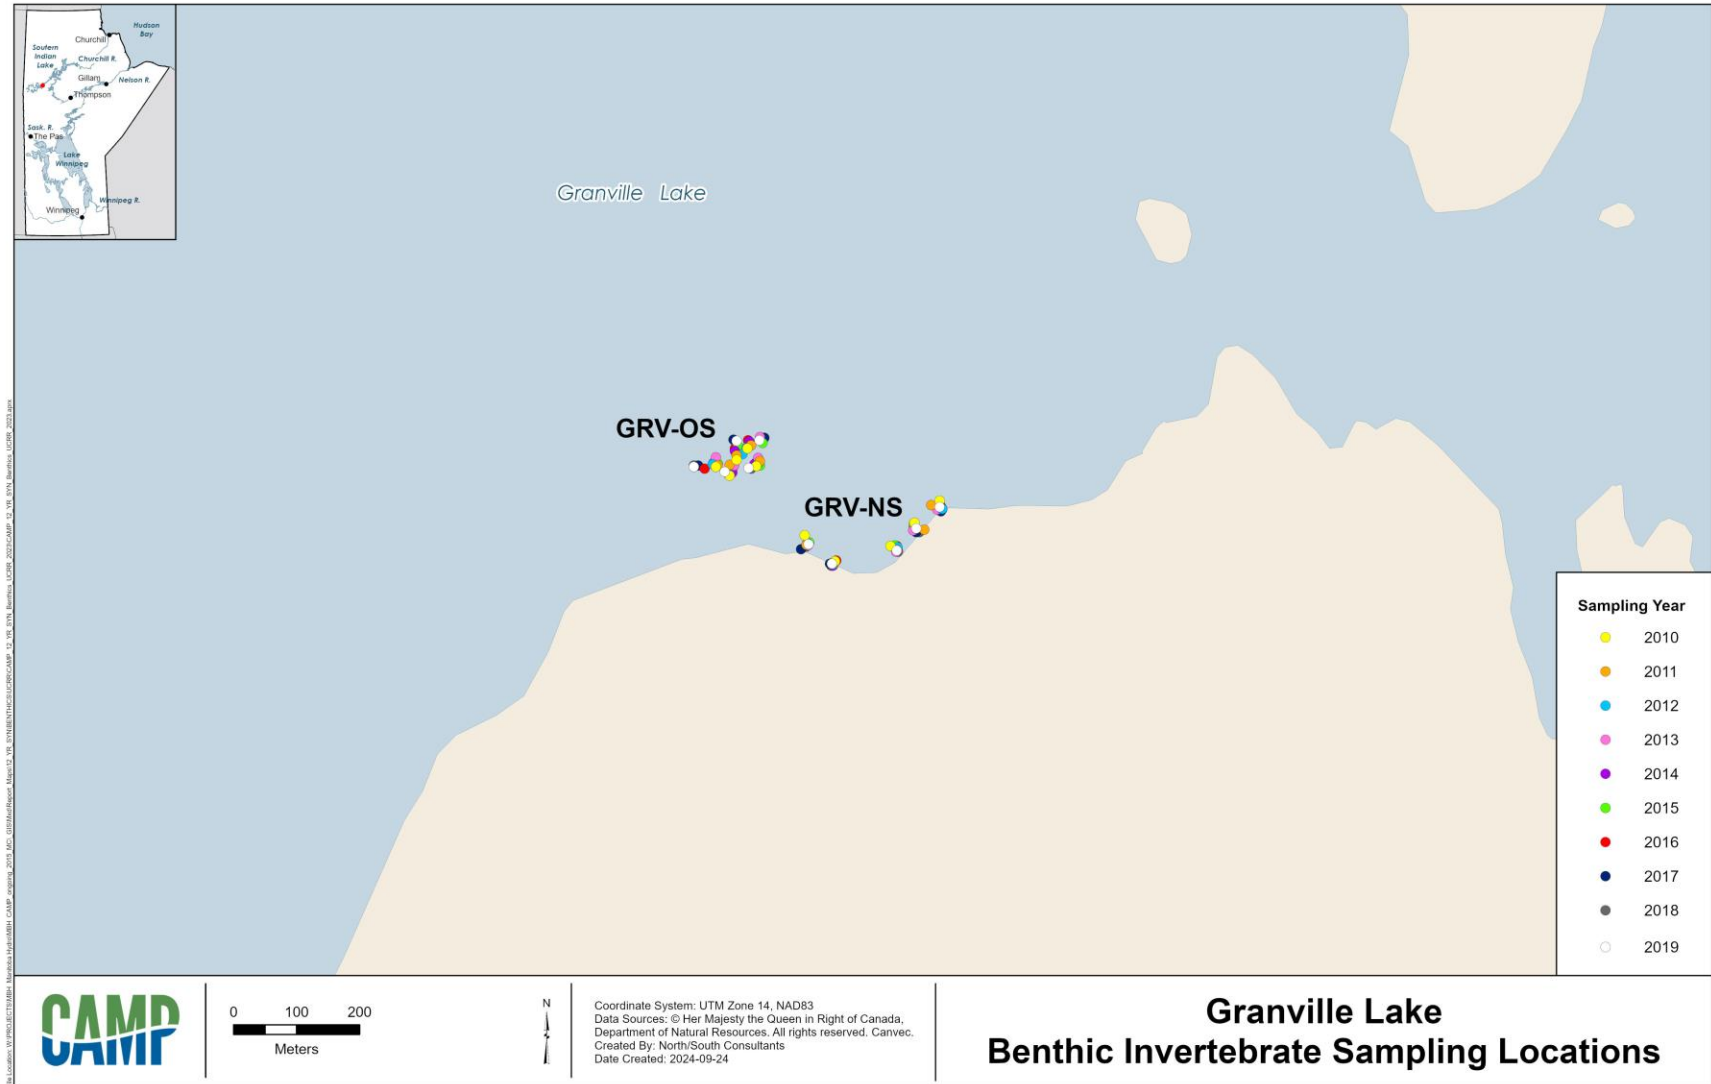 Hudson
Bay
Churchill
Soutern
Indian
Lake
Churchill R.
Gillam
Nelson R.
Thompson
Sask. R.
The Pas
Lake
Winnipeg
Winnipeg R.
Winnipeg
Granville Lake
GRV-OS
GRV-NS
Sampling Year
2010
2011
2012
2013
2014
2015
2016
2017
2018
2019
CAMP
0 100 200
Meters
N
Coordinate System: UTM Zone 14, NAD83
Data Sources: © Her Majesty the Queen in Right of Canada,
Department of Natural Resources. All rights reserved. Canvec.
Created By: North/South Consultants
Date Created: 2024-09-24
Granville Lake
Benthic Invertebrate Sampling Locations